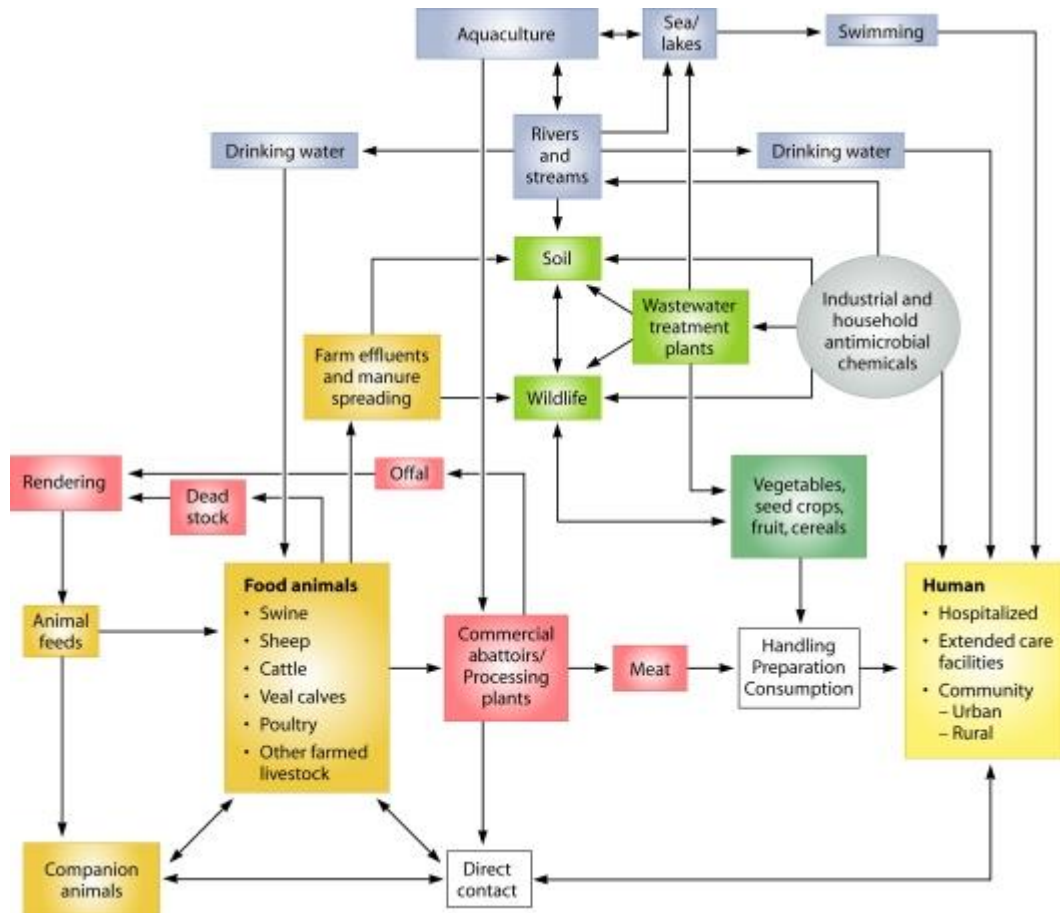 Aquaculture
Sea/
lakes
Swimming
Drinking water
Rivers
and
streams
Drinking water
Soil
Industrial and
household
antimicrobial
chemicals
Wastewater
treatment
plants
Farm effluents
and manure
spreading
Wildlife
Rendering
Offal
Dead
stock
Vegetables,
seed crops,
fruit, cereals
Food animals
• Swine
• Sheep
• Cattle
• Veal calves
• Poultry
• Other farmed
livestock
Human
• Hospitalized
• Extended care
facilities
• Community
– Urban
– Rural
Animal
feeds
Commercial
abattoirs/
Processing
plants
Meat
Handling
Preparation
Consumption
Companion
animals
Direct
contact